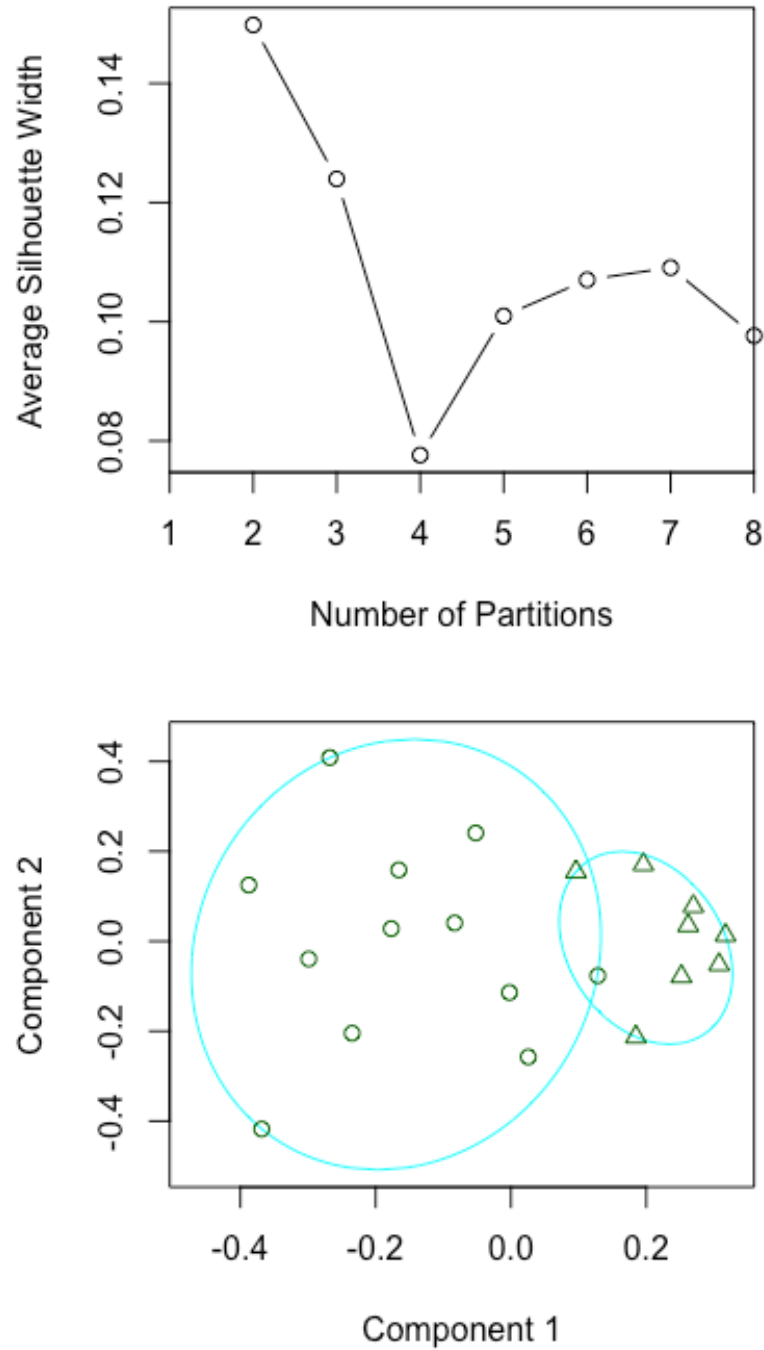 Average Silhouette Width
0.14
0.12
0.10
0.08
1 2 3 4 5 6 7 8
Number of Partitions
Component 2
0.4
0.2
0.0
-0.2
-0.4
-0.4 -0.2 0.0 0.2
Component 1